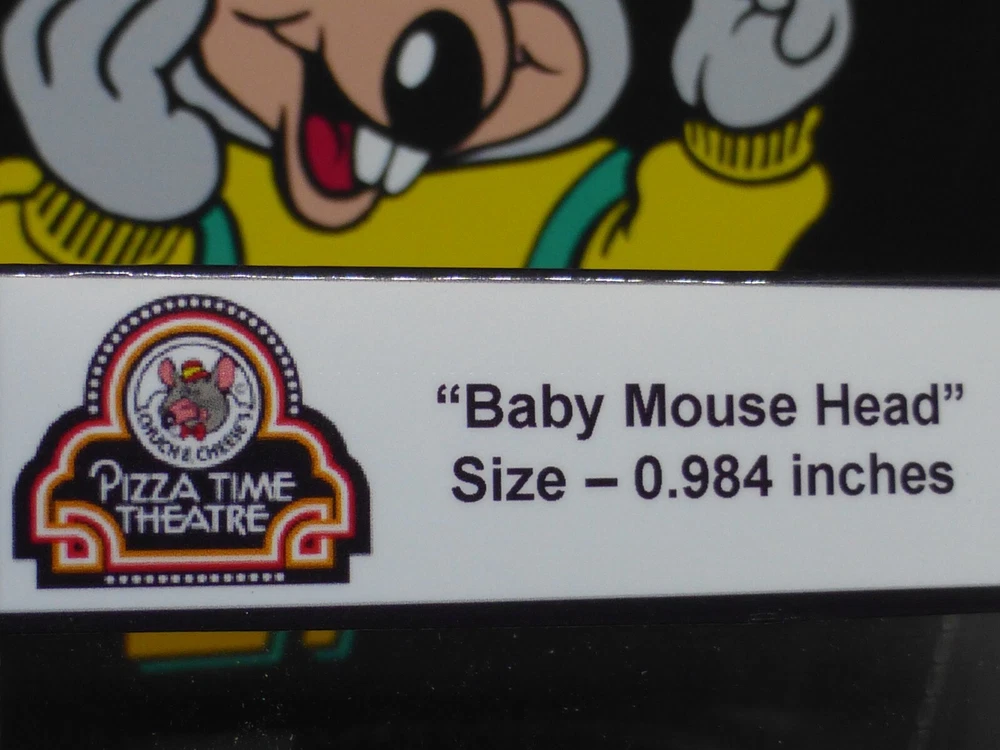 CHUCK E. CHEESE'S
PIZZA TIME
THEATRE
“Baby Mouse Head”
Size – 0.984 inches